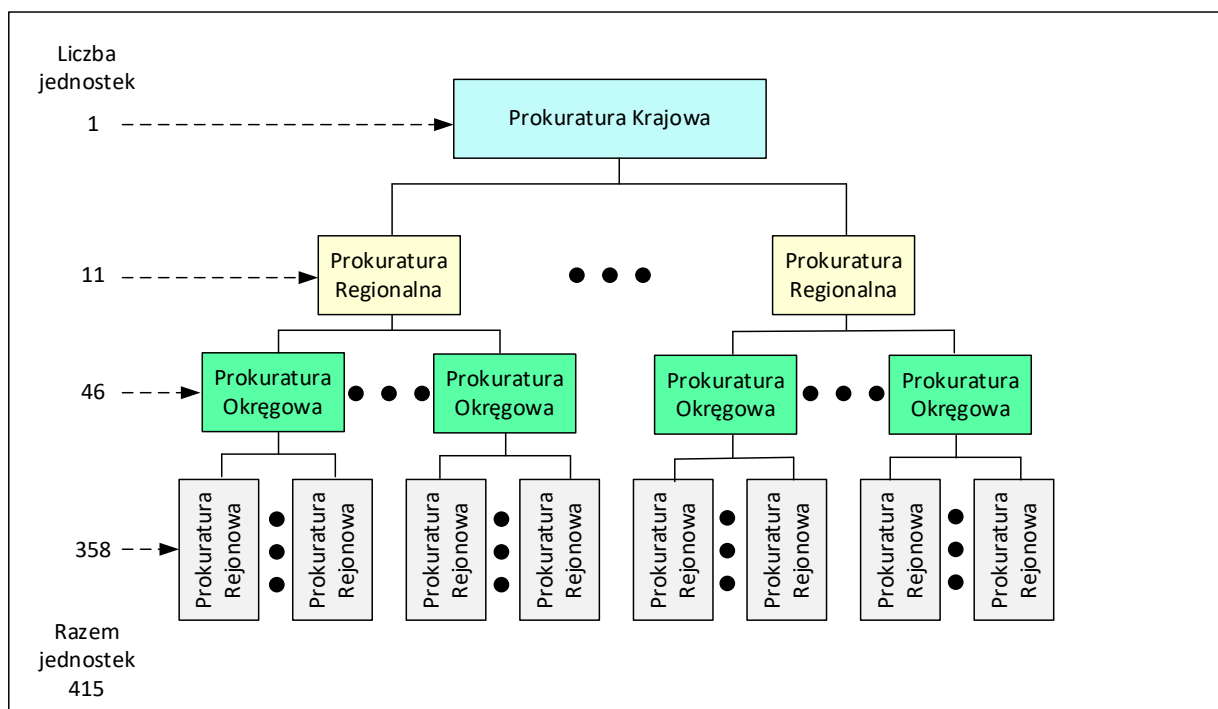 Liczba
jednostek
1
Prokuratura Krajowa
11
Prokuratura
Regionalna
Prokuratura
Regionalna
46
Prokuratura
Okręgowa
Prokuratura
Okręgowa
Prokuratura
Okręgowa
Prokuratura
Okręgowa
358
Prokuratura
Rejonowa
Prokuratura
Rejonowa
Prokuratura
Rejonowa
Prokuratura
Rejonowa
Prokuratura
Rejonowa
Prokuratura
Rejonowa
Prokuratura
Rejonowa
Prokuratura
Rejonowa
Razem
jednostek
415